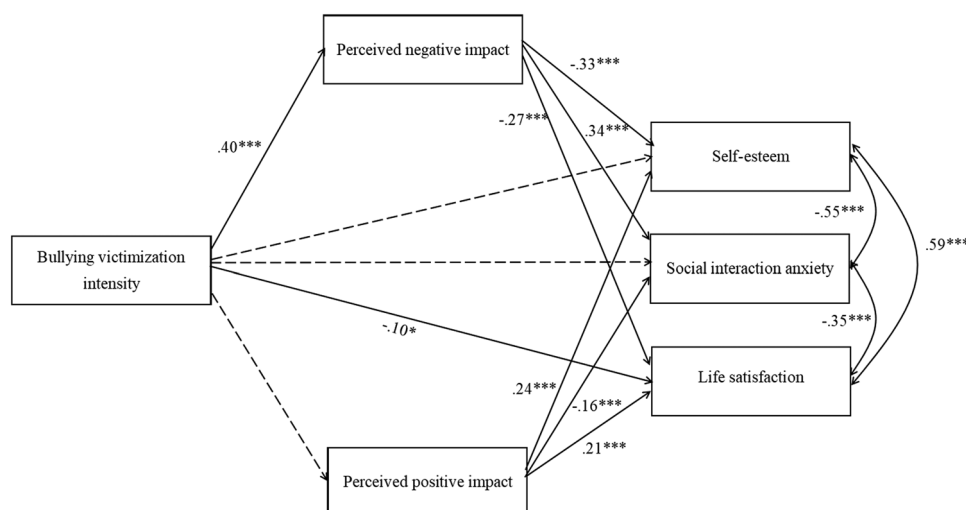 Perceived negative impact
-.33***
-.27***
.34***
.40***
Self-esteem
-.55***
.59***
Bullying victimization
intensity
Social interaction anxiety
-.10*
-.35***
Life satisfaction
.24***
-.16***
.21***
Perceived positive impact